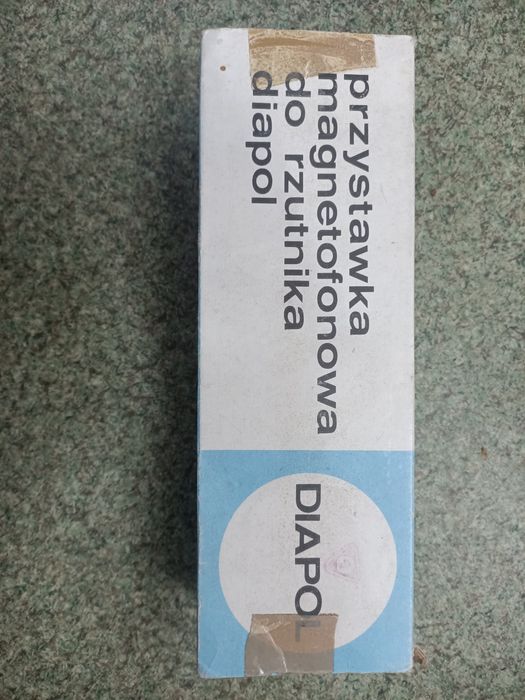 przystawka
magnetofonowa
do rzutnika
diapol
DIAPOL